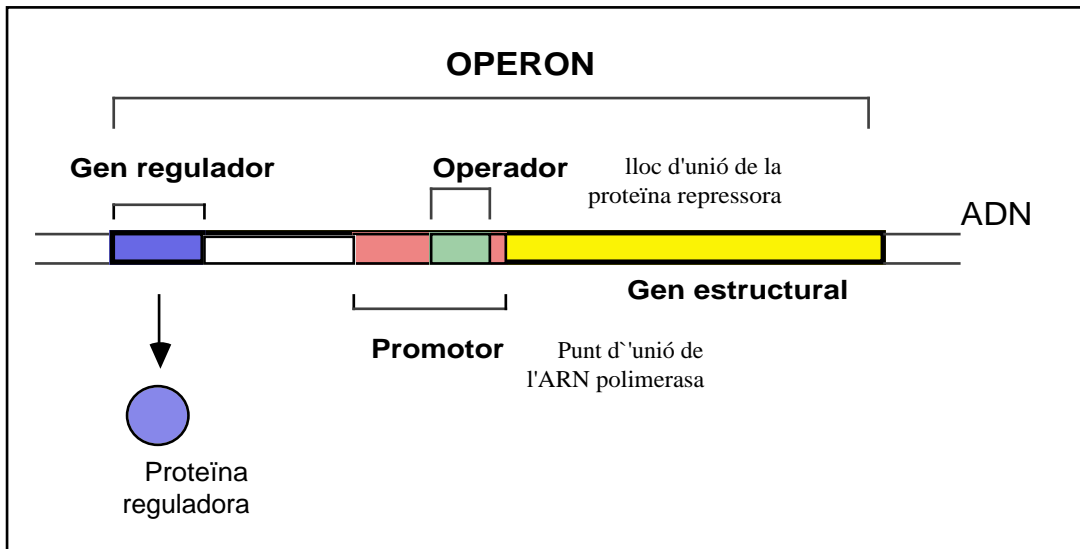 OPERON
Gen regulador
Operador
lloc d'unió de la
proteïna repressora
ADN
Gen estructural
Promotor
Punt d`'unió de
l'ARN polimerasa
Proteïna
reguladora